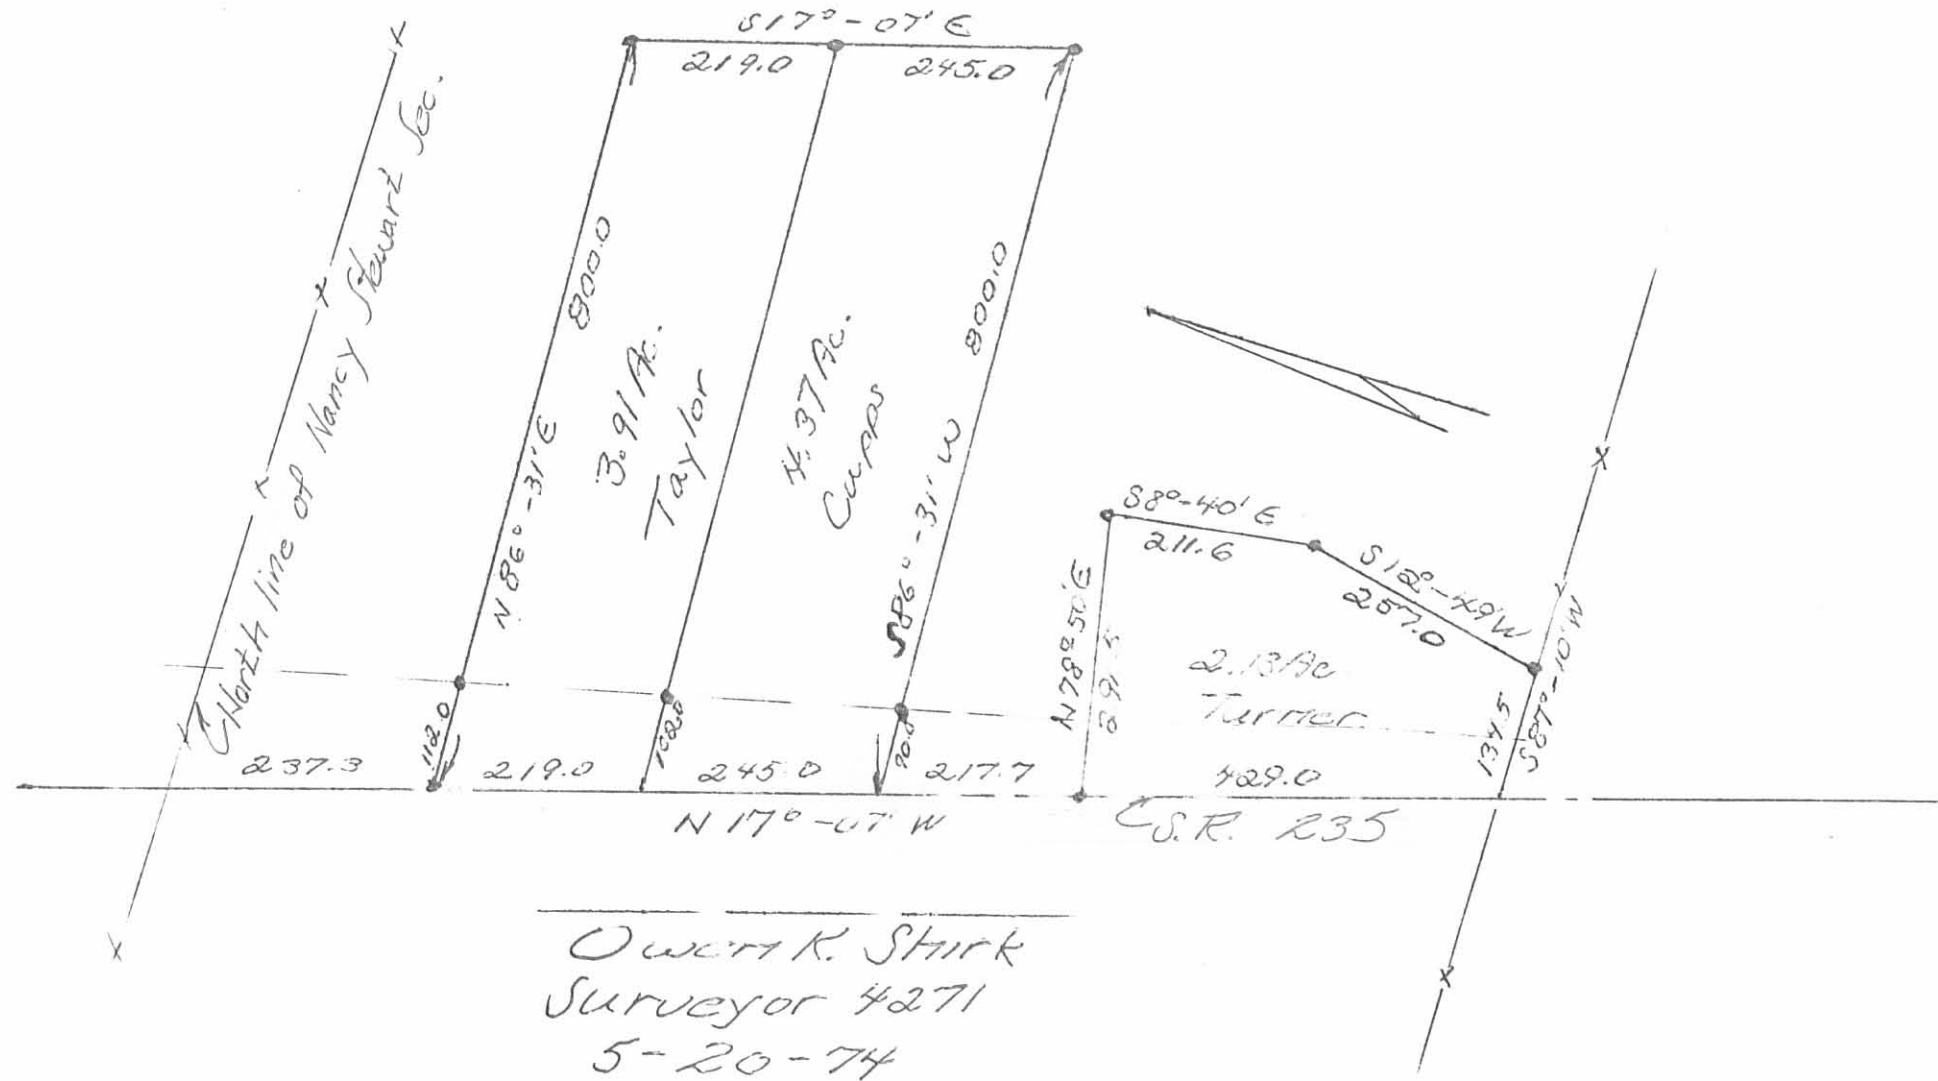 S17°-07'E
219.0
245.0
North line of Nancy Stewart Sec.
N86°-31'E
800.0
3.91 Ac.
Taylor
4.37 Ac.
Cupps
S86°-31'W
800.0
S8°-40'E
211.6
S12°-49'W
257.0
N78°-50'E
291.5
2.13 Ac
Turner
134.5
S87°-10'W
112.0
102.0
90.0
237.3
219.0
245.0
217.7
429.0
N17°-07'W
S.R. 235
Owen K. Shirk
Surveyor 4271
5-20-74